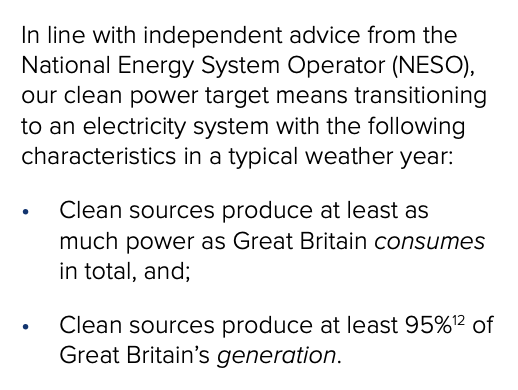 In line with independent advice from the
National Energy System Operator (NESO),
our clean power target means transitioning
to an electricity system with the following
characteristics in a typical weather year:
• Clean sources produce at least as
much power as Great Britain consumes
in total, and;
• Clean sources produce at least 95%¹² of
Great Britain’s generation.